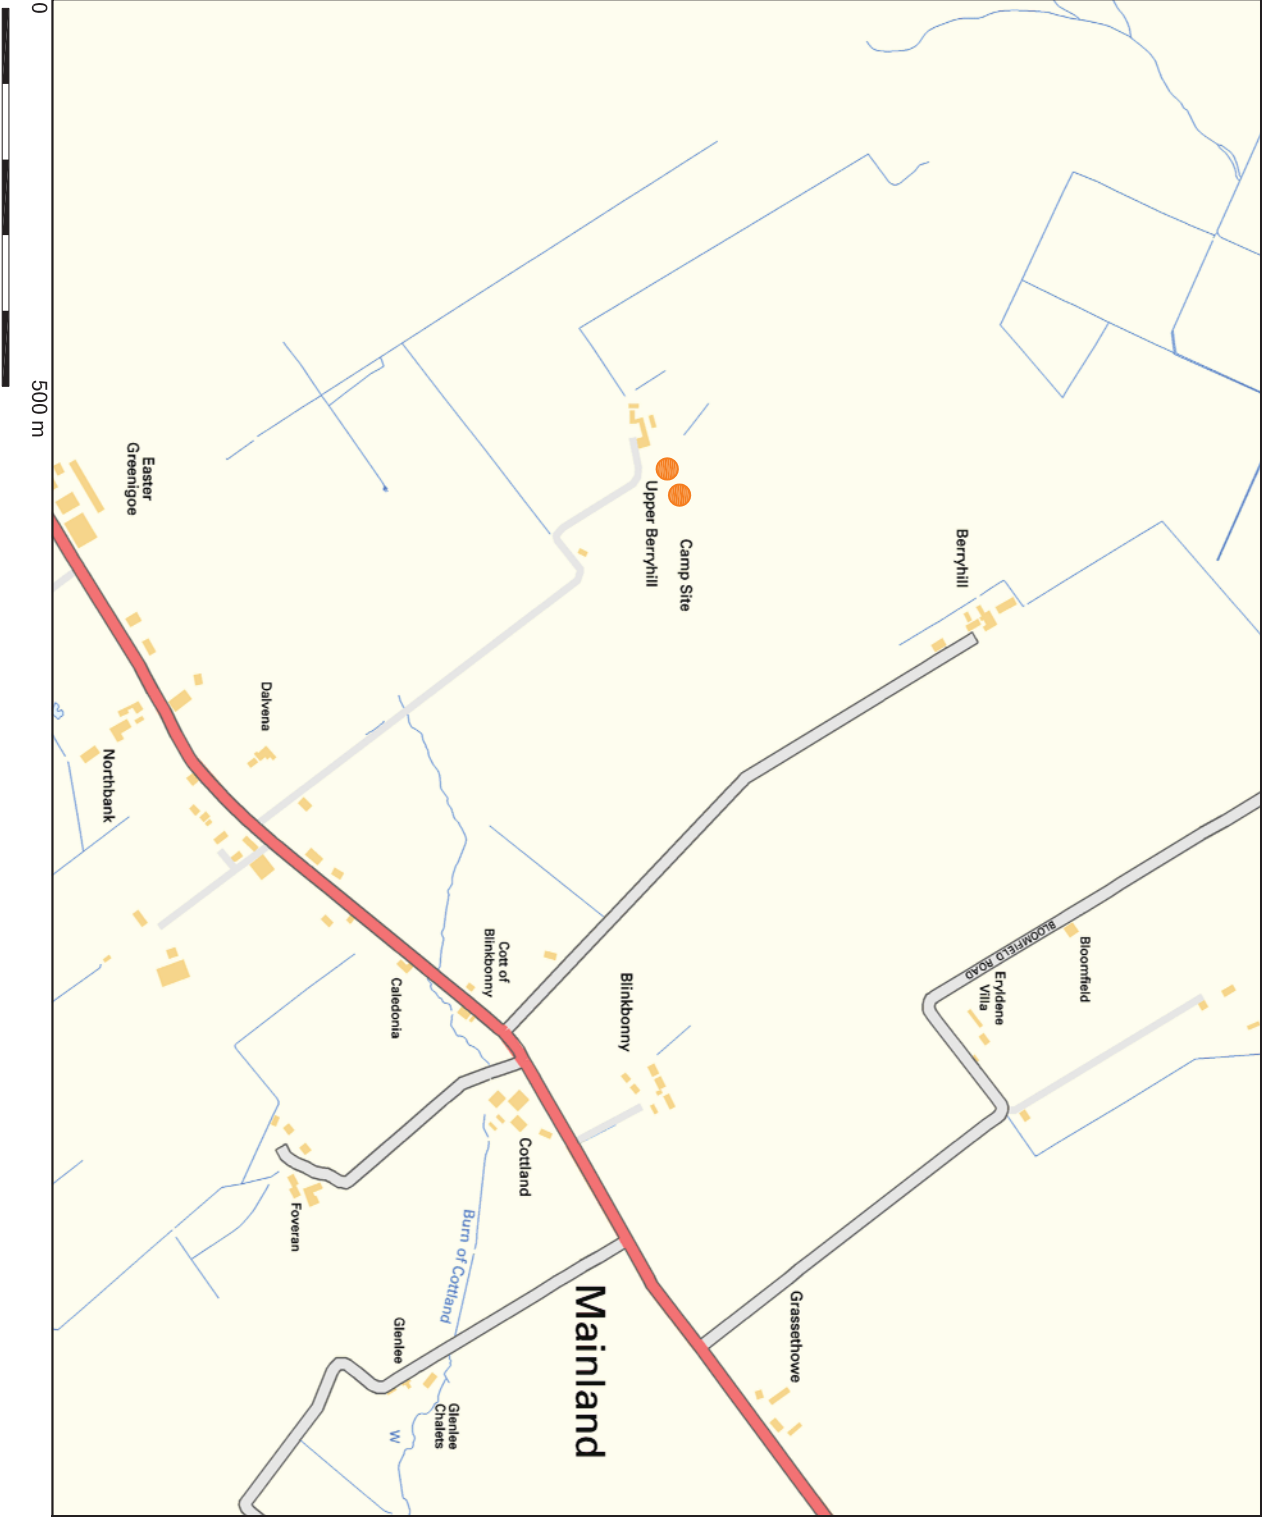 0
500 m
Berryhill
Camp Site
Upper Berryhill
Easter
Greenigoe
Dalvena
Northbank
BLOOMFIELD ROAD
Bloomfield
Eryldene
Villa
Blinkbonny
Cott of
Blinkbonny
Caledonia
Cottland
Foveran
Burn of Cottland
Mainland
Grassethowe
Glenlee
Glenlee
Chalets
W